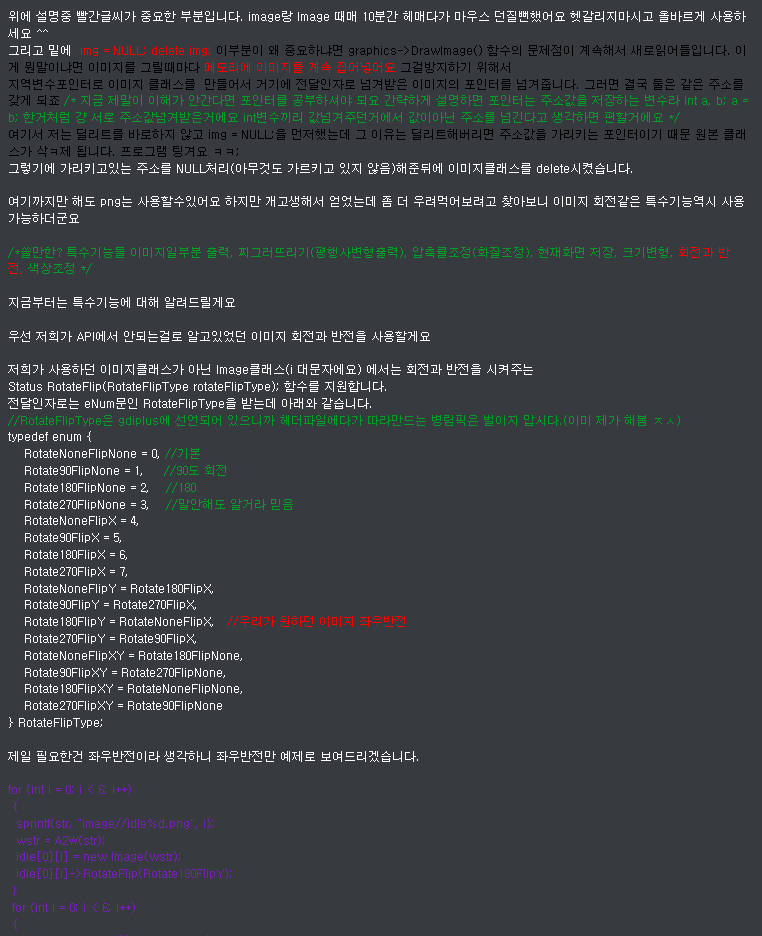 위에 설명중 빨간글씨가 중요한 부분입니다. image랑 Image 때매 10분간 헤매다가 마우스 던질뻔했어요 헷갈리지마시고 올바르게 사용하
세요 ^^
그리고 밑에 img = NULL; delete img; 이부분이 왜 중요하냐면 graphics->DrawImage() 함수의 문제점이 계속해서 새로읽어들입니다. 이
게 뭔말이냐면 이미지를 그릴때마다 메모리에 이미지를 계속 집어넣어요 그걸방지하기 위해서
지역변수포인터로 이미지 클래스를 만들어서 거기에 전달인자로 넘겨받은 이미지의 포인터를 넘겨줍니다. 그러면 결국 둘은 같은 주소를
갖게 되죠 /* 지금 제말이 이해가 안간다면 포인터를 공부하셔야 되요 간략하게 설명하면 포인터는 주소값을 저장하는 변수라 int a, b; a =
b; 한거처럼 걍 서로 주소값넘겨받은거에요 int변수끼리 값넘겨주던거에서 값이아닌 주소를 넘긴다고 생각하면 편할거에요 */
여기서 저는 딜리트를 바로하지 않고 img = NULL;을 먼저했는데 그 이유는 딜리트해버리면 주소값을 가리키는 포인터이기 때문 원본 클래
스가 삭ㅋ제 됩니다. 프로그램 팅겨요 ㅋㅋ;
그렇기에 가리키고있는 주소를 NULL처리(아무것도 가르키고 있지 않음)해준뒤에 이미지클래스를 delete시켰습니다.
여기까지만 해도 png는 사용할수있어요 하지만 개고생해서 얻었는데 좀 더 우려먹어보려고 찾아보니 이미지 회전같은 특수기능역시 사용
가능하더군요
/*쓸만한? 특수기능들 이미지일부분 출력, 찌그러뜨리기(평행사변형출력), 압축률조정(화질조정), 현재화면 저장, 크기변형, 회전과 반
전, 색상조정 */
지금부터는 특수기능에 대해 알려드릴게요
우선 저희가 API에서 안되는걸로 알고있었던 이미지 회전과 반전을 사용할게요
저희가 사용하던 이미지클래스가 아닌 Image클래스(i 대문자에요) 에서는 회전과 반전을 시켜주는
Status RotateFlip(RotateFlipType rotateFlipType); 함수를 지원합니다.
전달인자로는 eNum문인 RotateFlipType을 받는데 아래와 같습니다.
//RotateFlipType은 gdiplus에 선언되어 있으니까 헤더파일에다가 따라만드는 병림픽은 벌이지 맙시다.(이미 제가 해봄 ㅈㅅ)
typedef enum {
RotateNoneFlipNone = 0, //기본
Rotate90FlipNone = 1, //90도 회전
Rotate180FlipNone = 2, //180
Rotate270FlipNone = 3, //말안해도 알거라 믿음
RotateNoneFlipX = 4,
Rotate90FlipX = 5,
Rotate180FlipX = 6,
Rotate270FlipX = 7,
RotateNoneFlipY = Rotate180FlipX,
Rotate90FlipY = Rotate270FlipX,
Rotate180FlipY = RotateNoneFlipX, //우리가 원하던 이미지 좌우반전
Rotate270FlipY = Rotate90FlipX,
RotateNoneFlipXY = Rotate180FlipNone,
Rotate90FlipXY = Rotate270FlipNone,
Rotate180FlipXY = RotateNoneFlipNone,
Rotate270FlipXY = Rotate90FlipNone
} RotateFlipType;
제일 필요한건 좌우반전이라 생각하니 좌우반전만 예제로 보여드리겠습니다.
for (int i = 0; i < 6; i++)
{
sprintf(str, "Image//idle%d.png", i);
wstr = A2W(str);
idle[0][i] = new Image(wstr);
idle[0][i]->RotateFlip(Rotate180FlipY);
}
for (int i = 0; i < 6; i++)
{